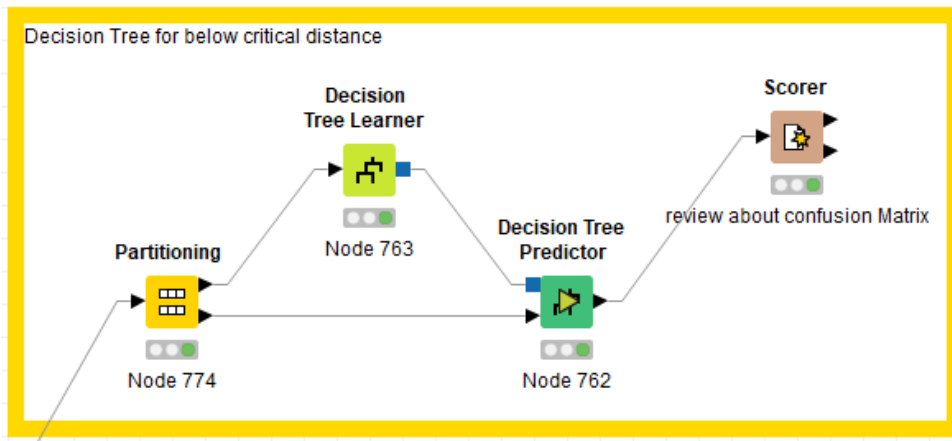 Decision Tree for below critical distance
Scorer
Decision
Tree Learner
review about confusion Matrix
Node 763
Decision Tree
Predictor
Partitioning
Node 774
Node 762